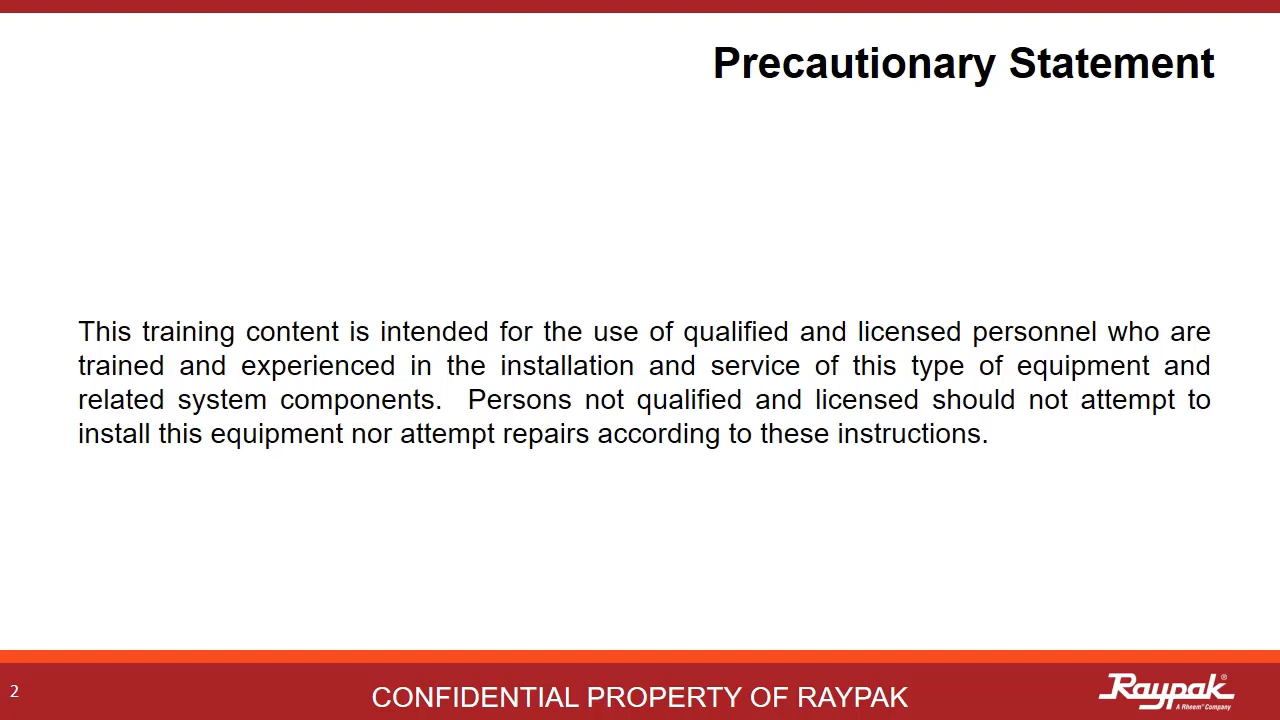 Precautionary Statement
This training content is intended for the use of qualified and licensed personnel who are
trained and experienced in the installation and service of this type of equipment and
related system components.  Persons not qualified and licensed should not attempt to
install this equipment nor attempt repairs according to these instructions.
2
CONFIDENTIAL PROPERTY OF RAYPAK
Raypak®
A Rheem® Company